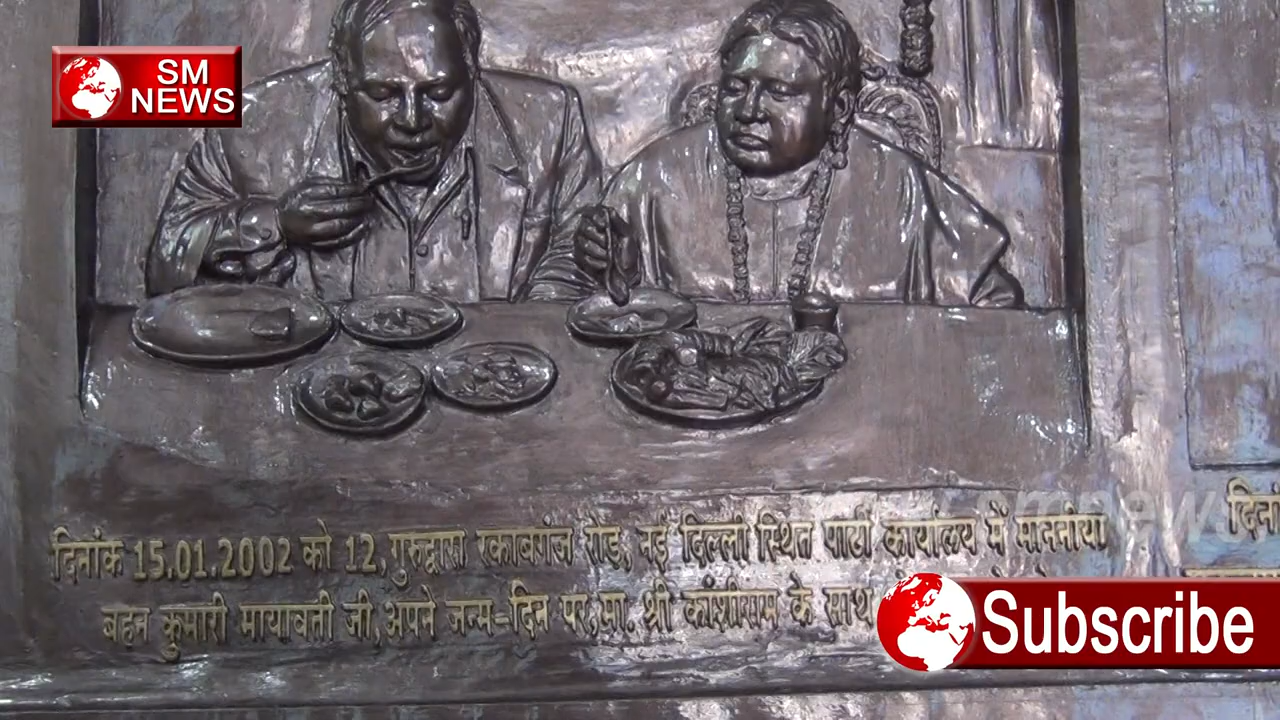 SM
NEWS
दिनांक 15.01.2002 को 12, गुरुद्वारा रकाबगंज रोड, नई दिल्ली स्थित पार्टी कार्यालय में माननीया
बहन कुमारी मायावती जी, अपने जन्म-दिन पर, मा. श्री कांशीराम के साथ
दिनां
Subscribe